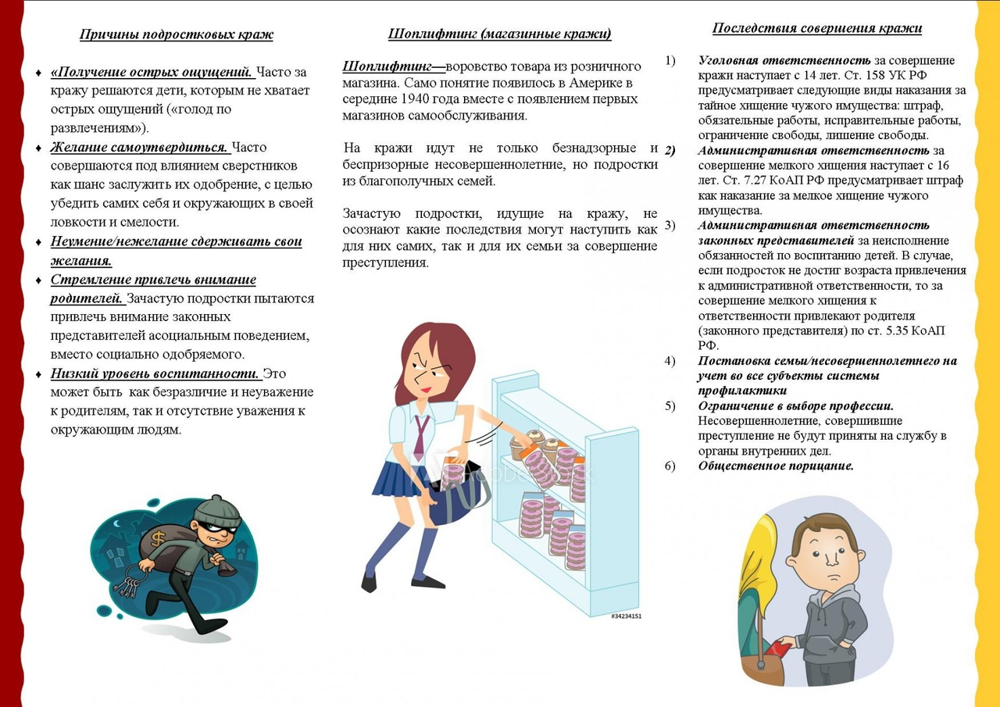 Причины подростковых краж
♦ «Получение острых ощущений. Часто за
кражу решаются дети, которым не хватает
острых ощущений («голод по
развлечениям»).
♦ Желание самоутвердиться. Часто
совершаются под влиянием сверстников
как шанс заслужить их одобрение, с целью
убедить самих себя и окружающих в своей
ловкости и смелости.
♦ Неумение/нежелание сдерживать свои
желания.
♦ Стремление привлечь внимание
родителей. Зачастую подростки пытаются
привлечь внимание законных
представителей асоциальным поведением,
вместо социально одобряемого.
♦ Низкий уровень воспитанности. Это
может быть как безразличие и неуважение
к родителям, так и отсутствие уважения к
окружающим людям.
$
Шоплифтинг (магазинные кражи)
Шоплифтинг—воровство товара из розничного
магазина. Само понятие появилось в Америке в
середине 1940 года вместе с появлением первых
магазинов самообслуживания.
На кражи идут не только безнадзорные и
беспризорные несовершеннолетние, но подростки
из благополучных семей.
Зачастую подростки, идущие на кражу, не
осознают какие последствия могут наступить как
для них самих, так и для их семьи за совершение
преступления.
Adobe Stock
#34234151
Последствия совершения кражи
1) Уголовная ответственность за совершение
кражи наступает с 14 лет. Ст. 158 УК РФ
предусматривает следующие виды наказания за
тайное хищение чужого имущества: штраф,
обязательные работы, исправительные работы,
ограничение свободы, лишение свободы.
2) Административная ответственность за
совершение мелкого хищения наступает с 16
лет. Ст. 7.27 КоАП РФ предусматривает штраф
как наказание за мелкое хищение чужого
имущества.
3) Административная ответственность
законных представителей за неисполнение
обязанностей по воспитанию детей. В случае,
если подросток не достиг возраста привлечения
к административной ответственности, то за
совершение мелкого хищения к
ответственности привлекают родителя
(законного представителя) по ст. 5.35 КоАП
РФ.
4) Постановка семьи/несовершеннолетнего на
учет во все субъекты системы
профилактики
5) Ограничение в выборе профессии.
Несовершеннолетние, совершившие
преступление не будут приняты на службу в
органы внутренних дел.
6) Общественное порицание.